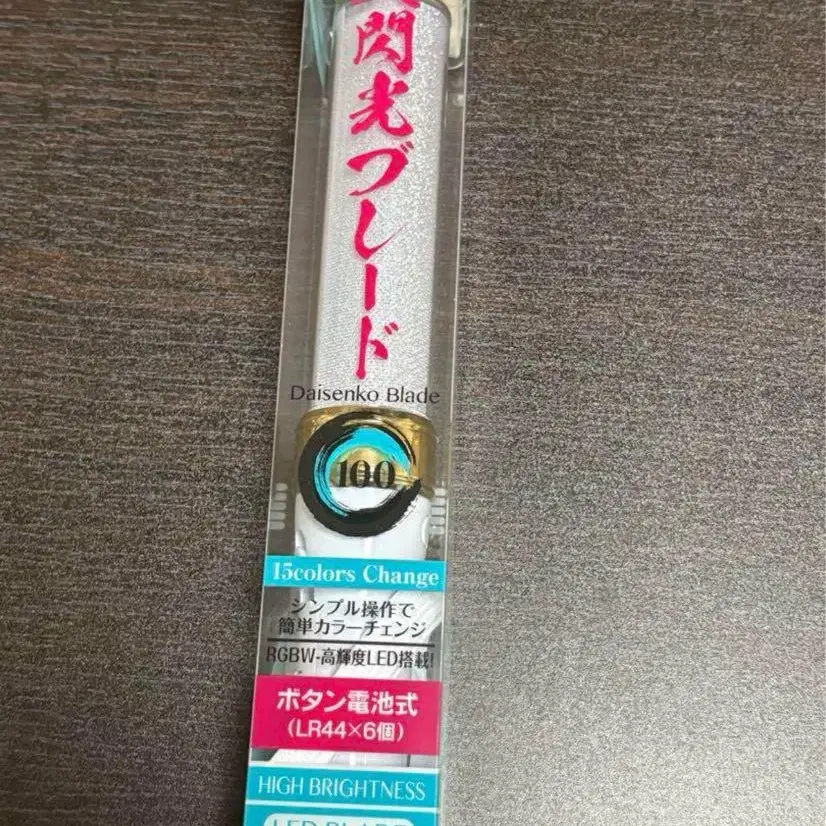 閃光ブレード
Daisenko Blade
100
15colors Change
シンプル操作で
簡単カラーチェンジ
RGBW-高輝度LED搭載!
ボタン電池式
(LR44×6個)
HIGH BRIGHTNESS
LED BLADE